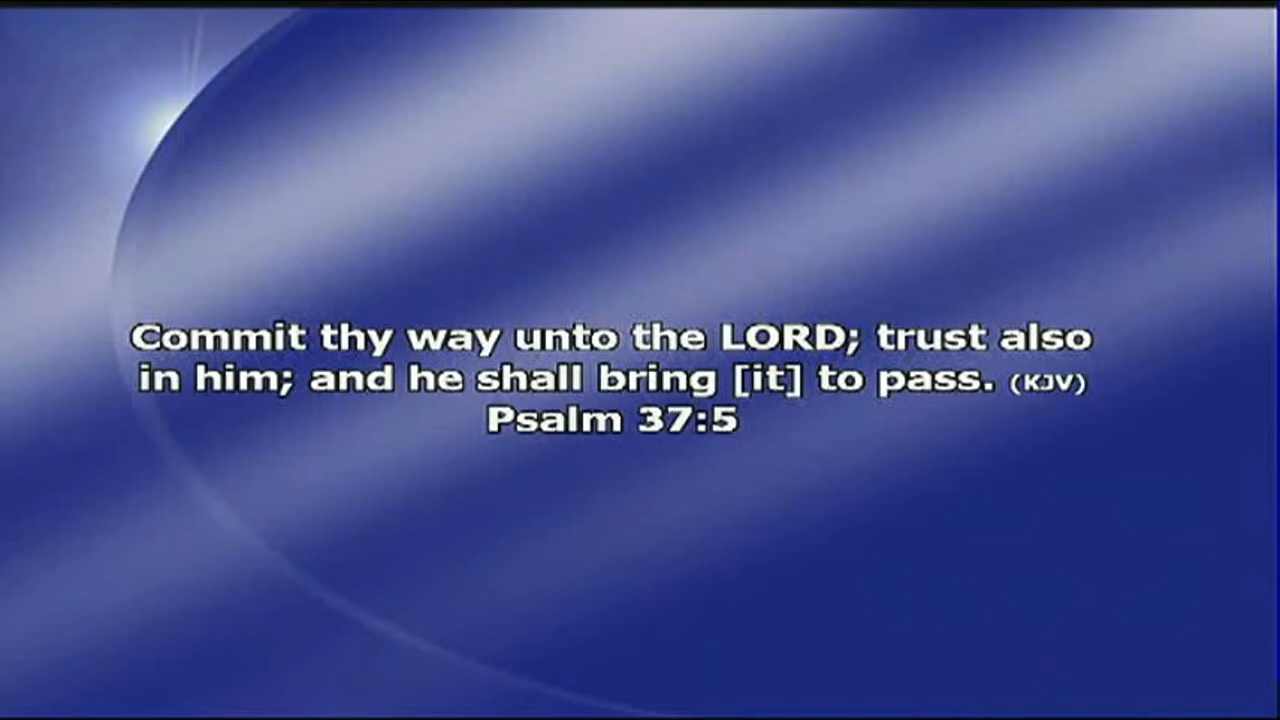 Commit thy way unto the LORD; trust also
in him; and he shall bring [it] to pass. (KJV)
Psalm 37:5